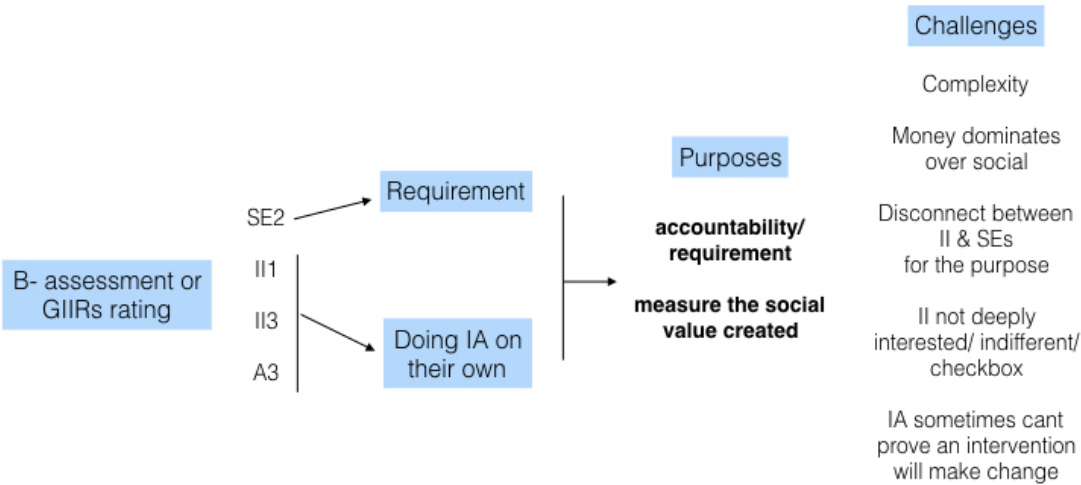 B- assessment or
GIIRs rating
SE2
II1
II3
A3
Requirement
Doing IA on
their own
Purposes
accountability/
requirement
measure the social
value created
Challenges
Complexity
Money dominates
over social
Disconnect between
II & SEs
for the purpose
II not deeply
interested/ indifferent/
checkbox
IA sometimes cant
prove an intervention
will make change